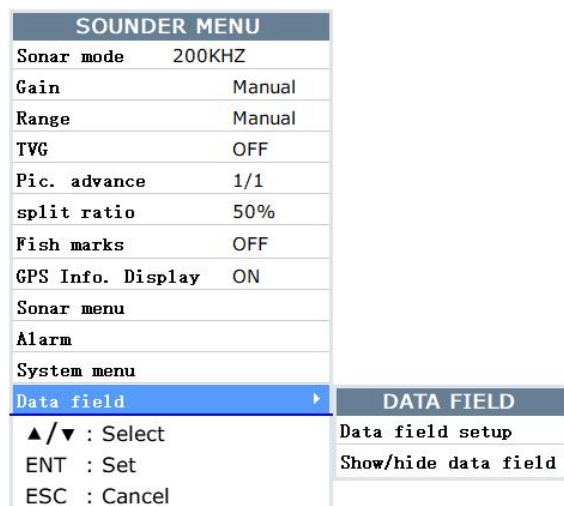 SOUNDER MENU
Sonar mode 200KHZ
Gain Manual
Range Manual
TVG OFF
Pic. advance 1/1
split ratio 50%
Fish marks OFF
GPS Info. Display ON
Sonar menu
Alarm
System menu
Data field
▲/▼ : Select
ENT : Set
ESC : Cancel
DATA FIELD
Data field setup
Show/hide data field